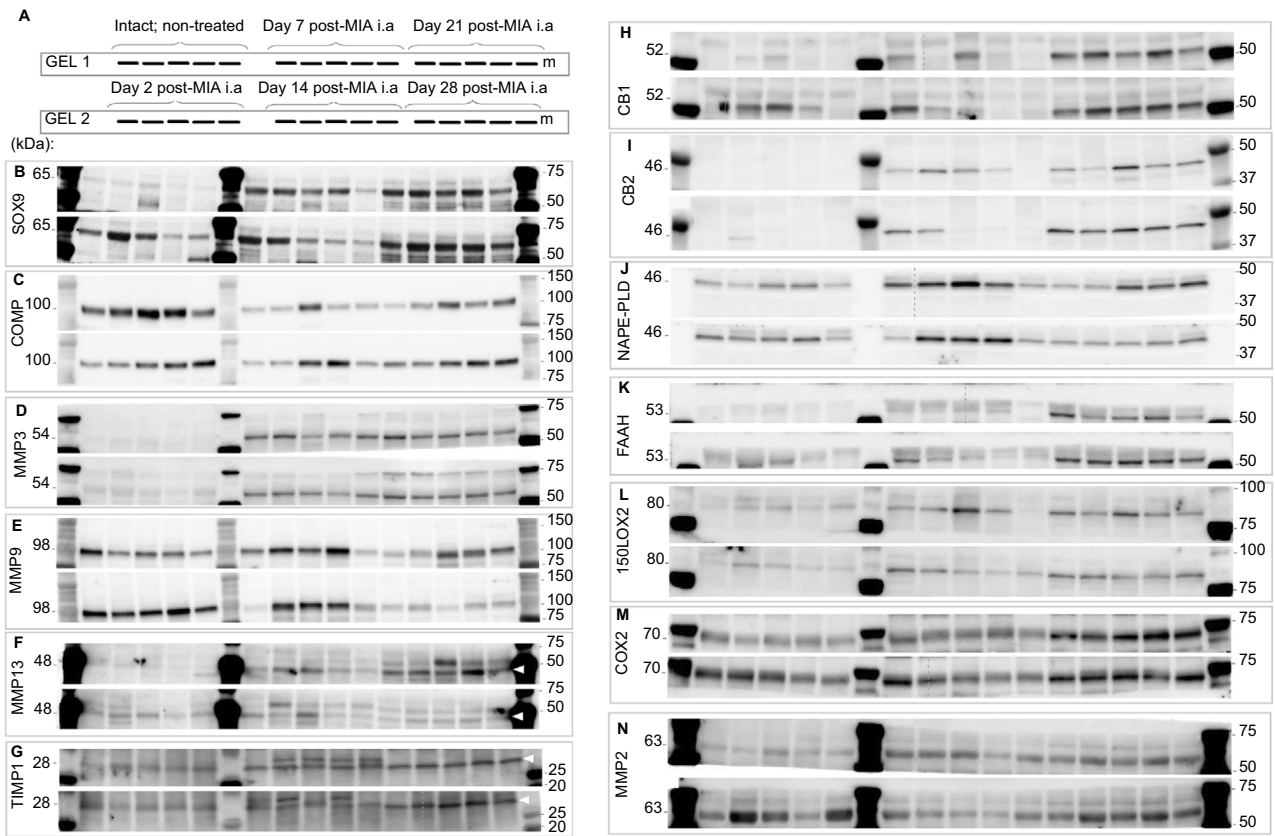 A
Intact; non-treated Day 7 post-MIA i.a Day 21 post-MIA i.a
GEL 1 m
Day 2 post-MIA i.a Day 14 post-MIA i.a Day 28 post-MIA i.a
GEL 2 m
(kDa):
B
SOX9
65 75
50
65 75
50
C
COMP
150
100 100
75
150
100 100
75
D
MMP3
75
54 50
75
54 50
E
MMP9
150
98 100
75
150
98 100
75
F
MMP13
75
48 50
75
48 50
G
TIMP1
28 25
20
28 25
20
H
CB1
52 50
52 50
I
CB2
50
46 37
50
46 37
J
NAPE-PLD
46 50
37
46 50
37
K
FAAH
53 50
53 50
L
150LOX2
100
80 75
100
80 75
M
COX2
70 75
70 75
N
MMP2
63 75
50
63 75
50